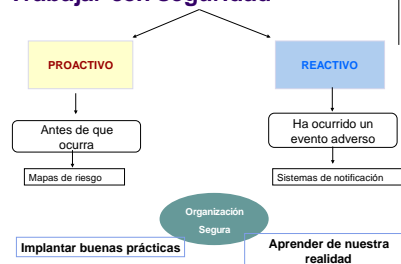 Trabajar con seguridad
PROACTIVO
REACTIVO
Antes de que
ocurra
Ha ocurrido un
evento adverso
Mapas de riesgo
Sistemas de notificación
Organización
Segura
Implantar buenas prácticas
Aprender de nuestra
realidad